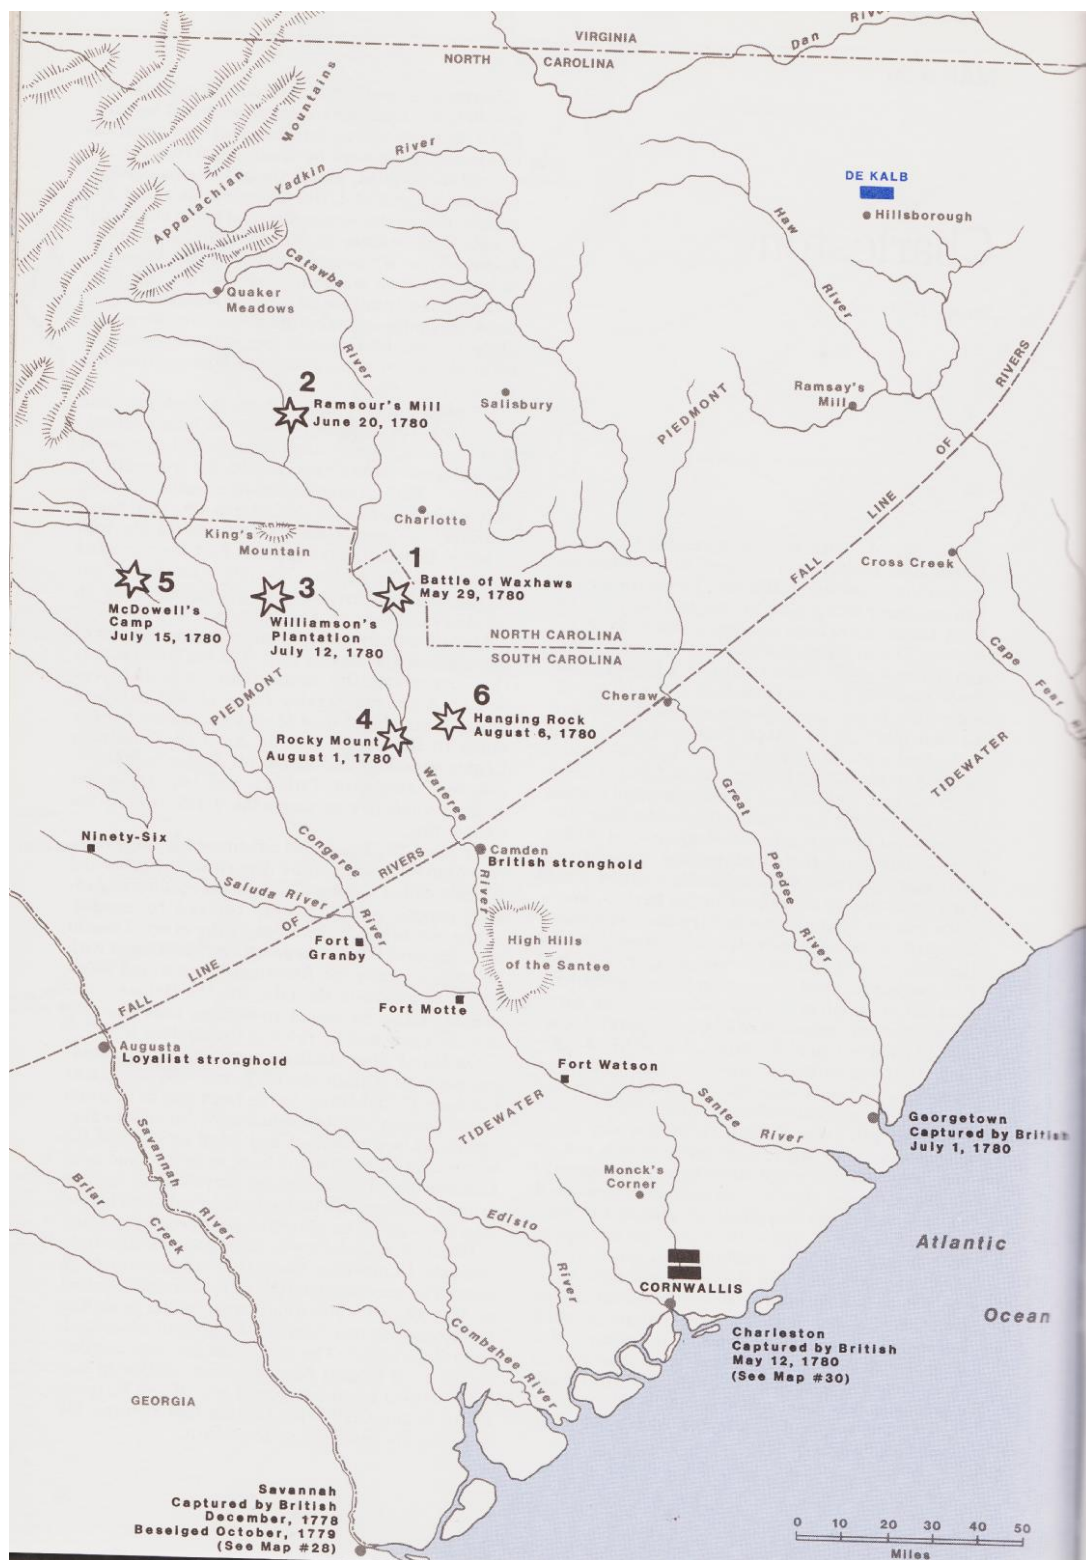 VIRGINIA
NORTH CAROLINA
Dan River
Appalachian Mountains
Yadkin River
DE KALB
Hillsborough
Haw River
Catawba River
Quaker
Meadows
2
Ramsour's Mill
June 20, 1780
Salisbury
PIEDMONT
Ramsay's
Mill
FALL LINE OF RIVERS
Charlotte
King's
Mountain
Cross Creek
1
Battle of Waxhaws
May 29, 1780
5
McDowell's
Camp
July 15, 1780
3
Williamson's
Plantation
July 12, 1780
NORTH CAROLINA
SOUTH CAROLINA
Cape Fear
PIEDMONT
Cheraw
4
Rocky Mount
August 1, 1780
6
Hanging Rock
August 6, 1780
TIDEWATER
Wateree River
Great Peedee River
Ninety-Six
Congaree River
Camden
British stronghold
Saluda River
FALL LINE OF RIVERS
Fort
Granby
High Hills
of the Santee
Fort Motte
Augusta
Loyalist stronghold
Fort Watson
TIDEWATER
Santee River
Georgetown
Captured by British
July 1, 1780
Savannah River
Briar Creek
Monck's
Corner
Edisto River
Atlantic
Ocean
CORNWALLIS
Charleston
Captured by British
May 12, 1780
(See Map #30)
Combahee River
GEORGIA
Savannah
Captured by British
December, 1778
Beseiged October, 1779
(See Map #28)
0 10 20 30 40 50
Miles